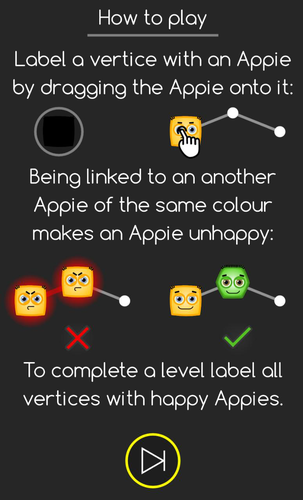 How to play
Label a vertice with an Appie
by dragging the Appie onto it:
Being linked to an another
Appie of the same colour
makes an Appie unhappy:
To complete a level label all
vertices with happy Appies.